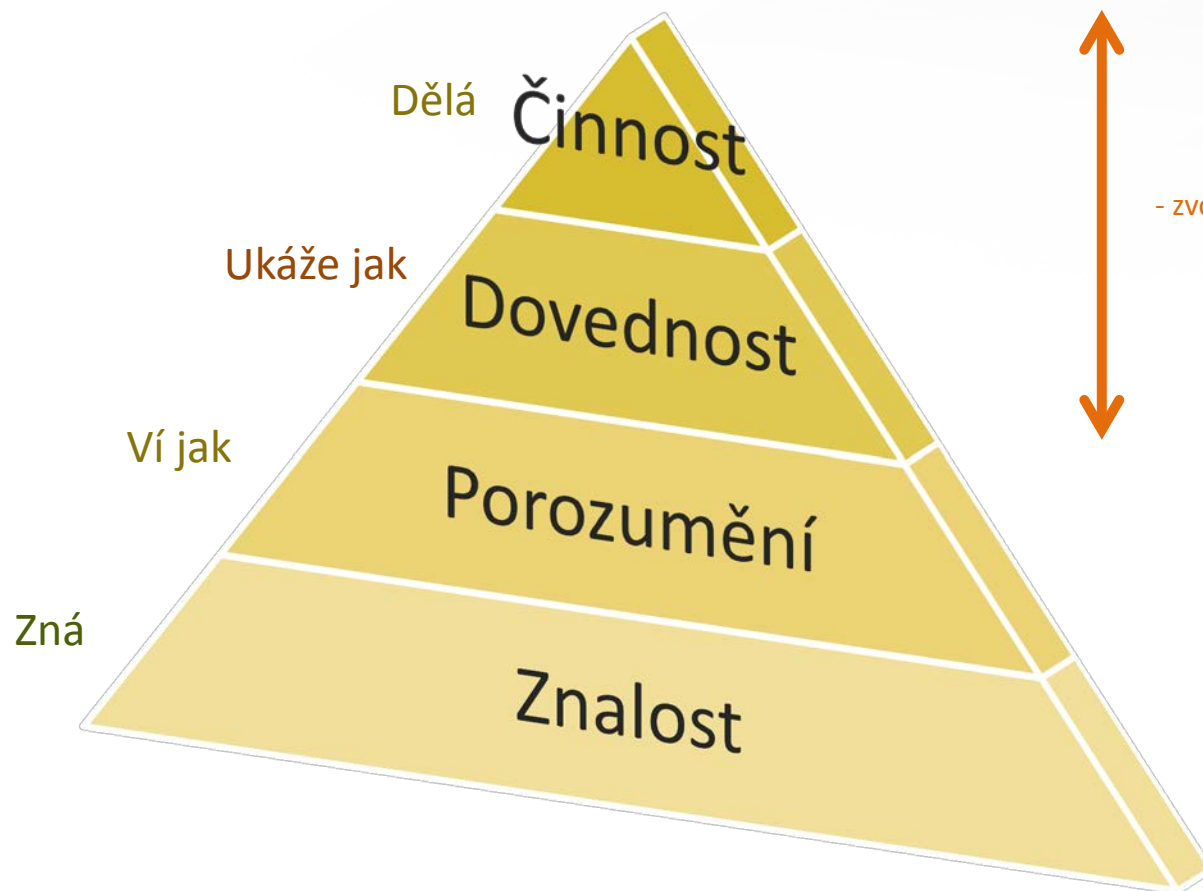 Dělá
Činnost
Ukáže jak
Dovednost
Ví jak
Porozumění
Zná
Znalost